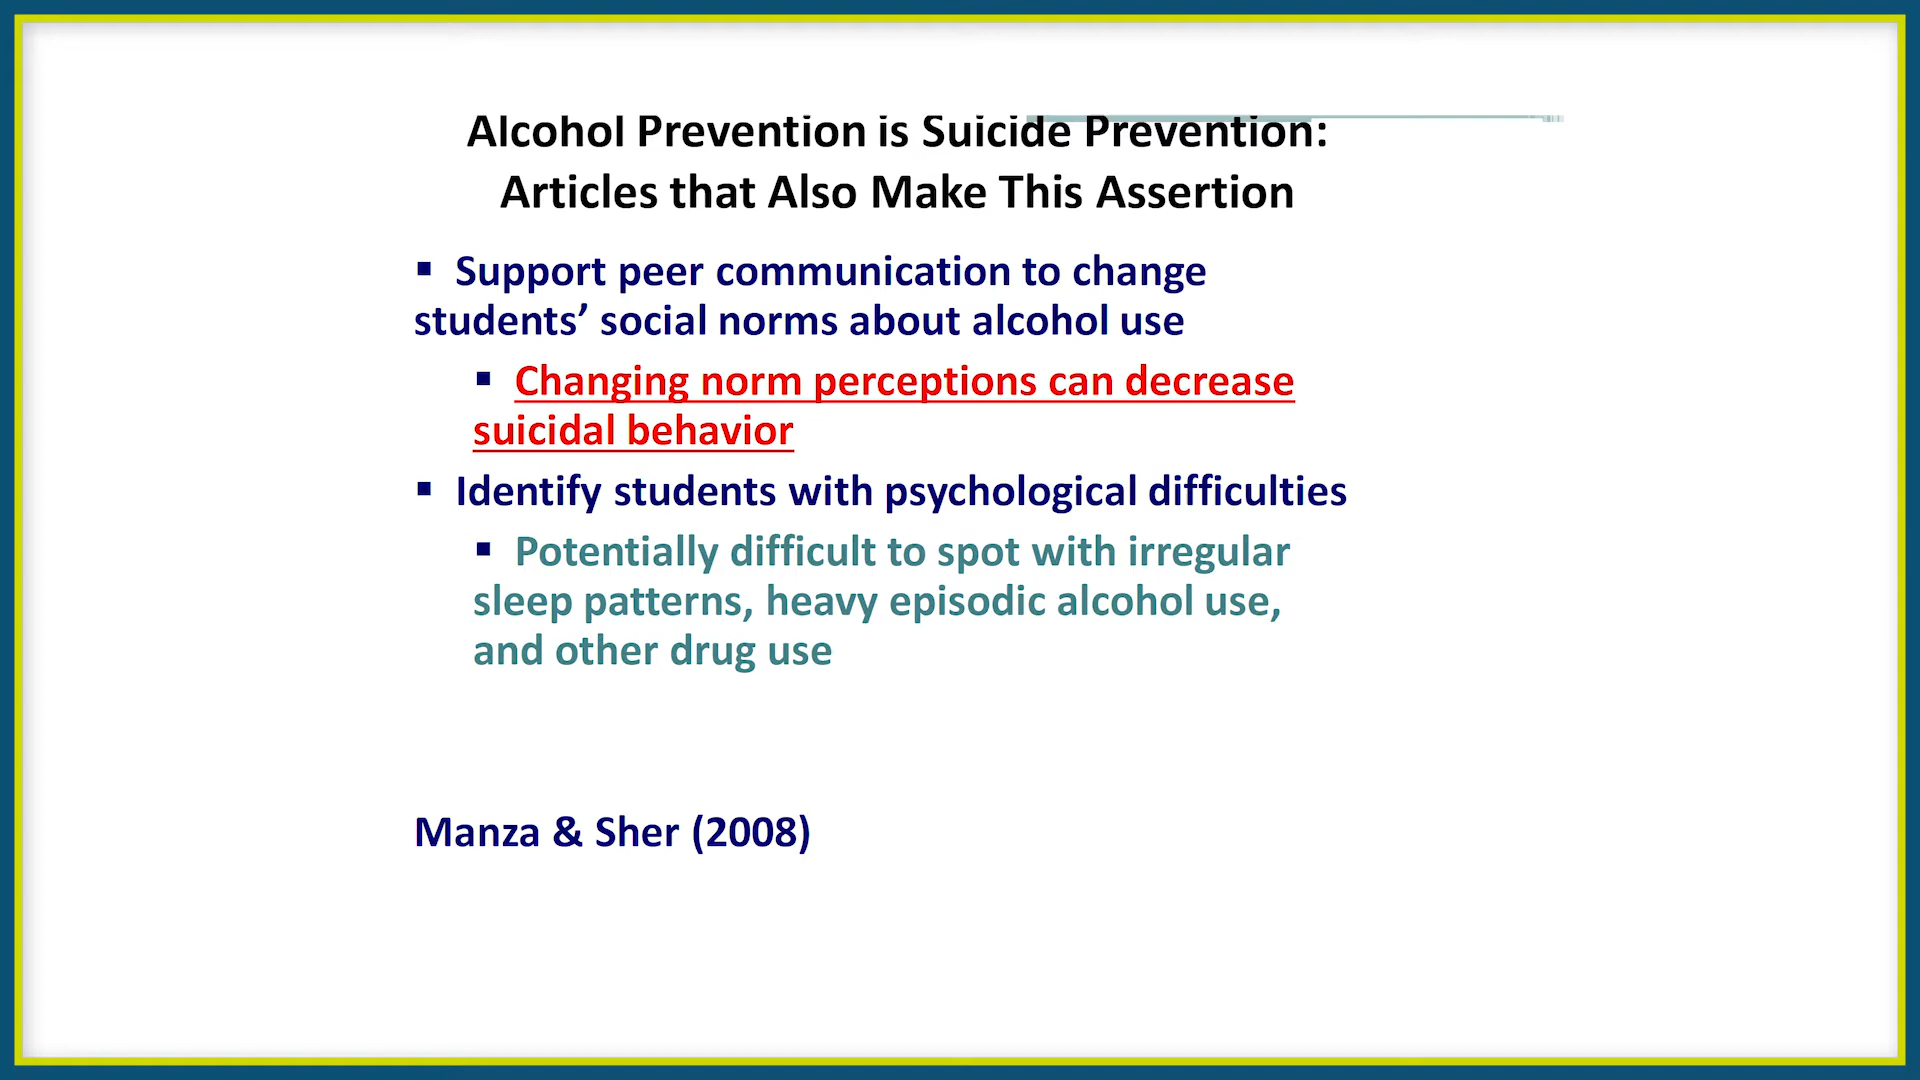 Alcohol Prevention is Suicide Prevention:
Articles that Also Make This Assertion
▪ Support peer communication to change
students’ social norms about alcohol use
▪ Changing norm perceptions can decrease
suicidal behavior
▪ Identify students with psychological difficulties
▪ Potentially difficult to spot with irregular
sleep patterns, heavy episodic alcohol use,
and other drug use
Manza & Sher (2008)